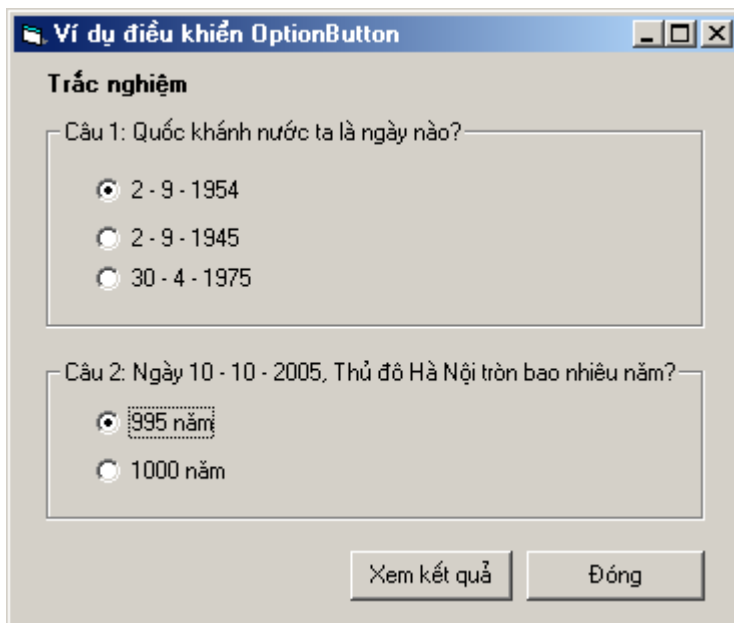 Ví dụ điều khiển OptionButton
Trắc nghiệm
Câu 1: Quốc khánh nước ta là ngày nào?
2 - 9 - 1954
2 - 9 - 1945
30 - 4 - 1975
Câu 2: Ngày 10 - 10 - 2005, Thủ đô Hà Nội tròn bao nhiêu năm?
995 năm
1000 năm
Xem kết quả
Đóng